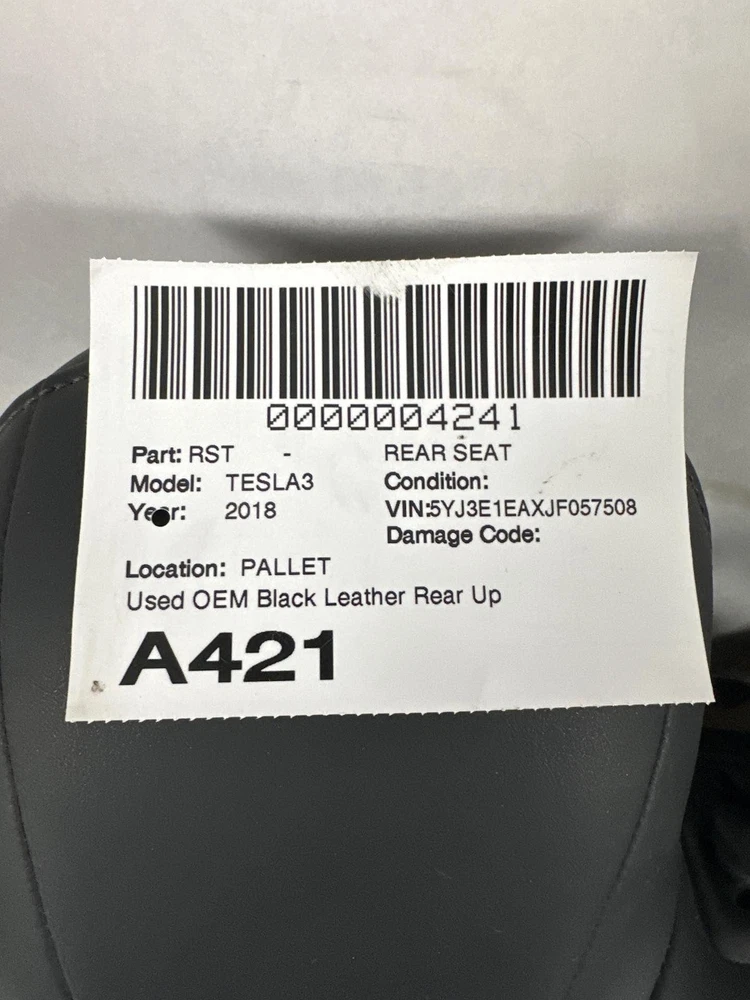 0000004241
Part: RST - REAR SEAT
Model: TESLA3 Condition:
Year: 2018 VIN:5YJ3E1EAXJF057508
Damage Code:
Location: PALLET
Used OEM Black Leather Rear Up
A421